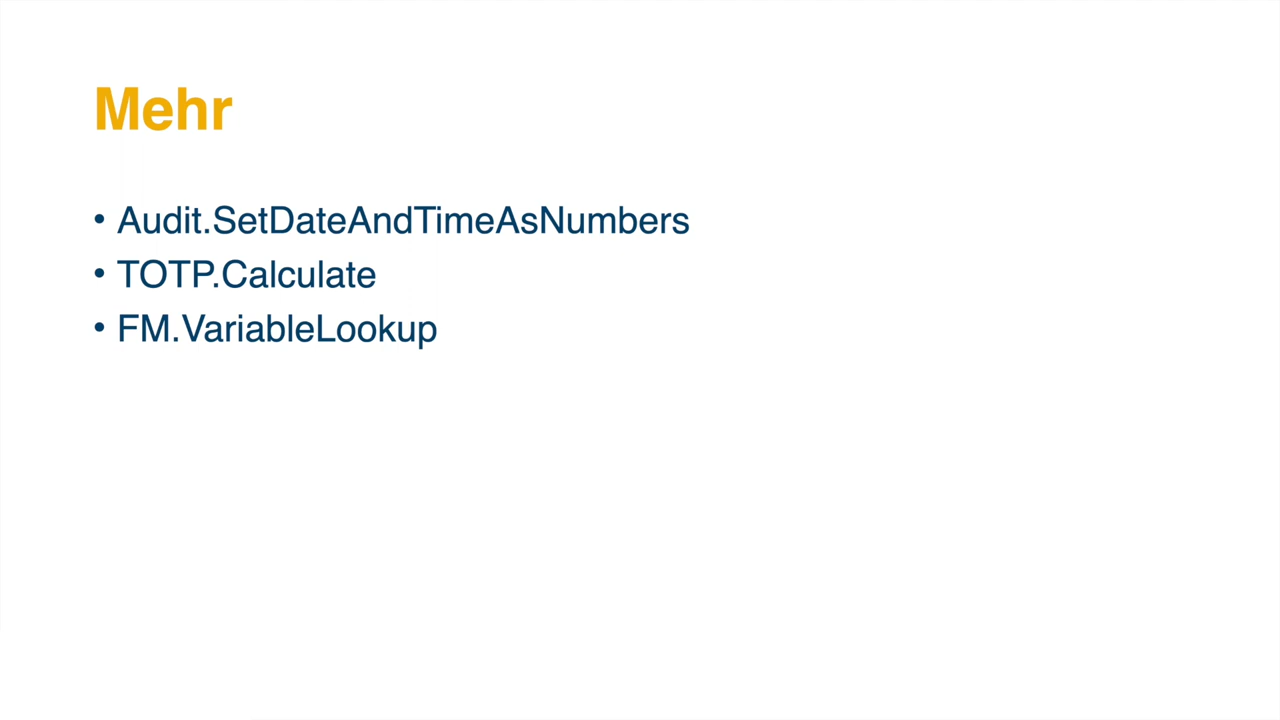 Mehr
• Audit.SetDateAndTimeAsNumbers
• TOTP.Calculate
• FM.VariableLookup